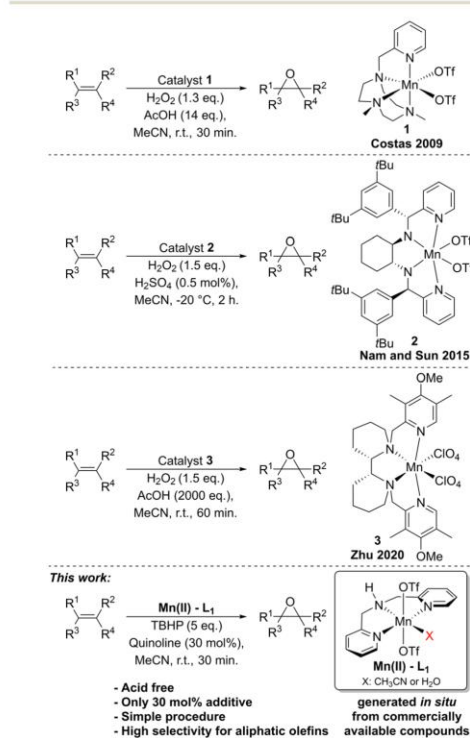 R1 R2
R3 R4
Catalyst 1
H2O2 (1.3 eq.)
AcOH (14 eq.),
MeCN, r.t., 30 min.
R1 O R2
R3 R4
N
N
N
N
Mn
OTf
OTf
1
Costas 2009
R1 R2
R3 R4
Catalyst 2
H2O2 (1.5 eq.)
H2SO4 (0.5 mol%),
MeCN, -20 °C, 2 h.
R1 O R2
R3 R4
tBu
tBu
N
N
Mn
OTf
OTf
N
N
tBu
tBu
2
Nam and Sun 2015
R1 R2
R3 R4
Catalyst 3
H2O2 (1.5 eq.)
AcOH (2000 eq.),
MeCN, r.t., 60 min.
R1 O R2
R3 R4
OMe
N
N
Mn
ClO4
ClO4
N
N
OMe
3
Zhu 2020
This work:
R1 R2
R3 R4
Mn(II) - L1
TBHP (5 eq.)
Quinoline (30 mol%),
MeCN, r.t., 30 min.
R1 O R2
R3 R4
H
OTf
N
N
Mn
N
X
OTf
Mn(II) - L1
X: CH3CN or H2O
- Acid free
- Only 30 mol% additive
- Simple procedure
- High selectivity for aliphatic olefins
generated in situ
from commercially
available compounds